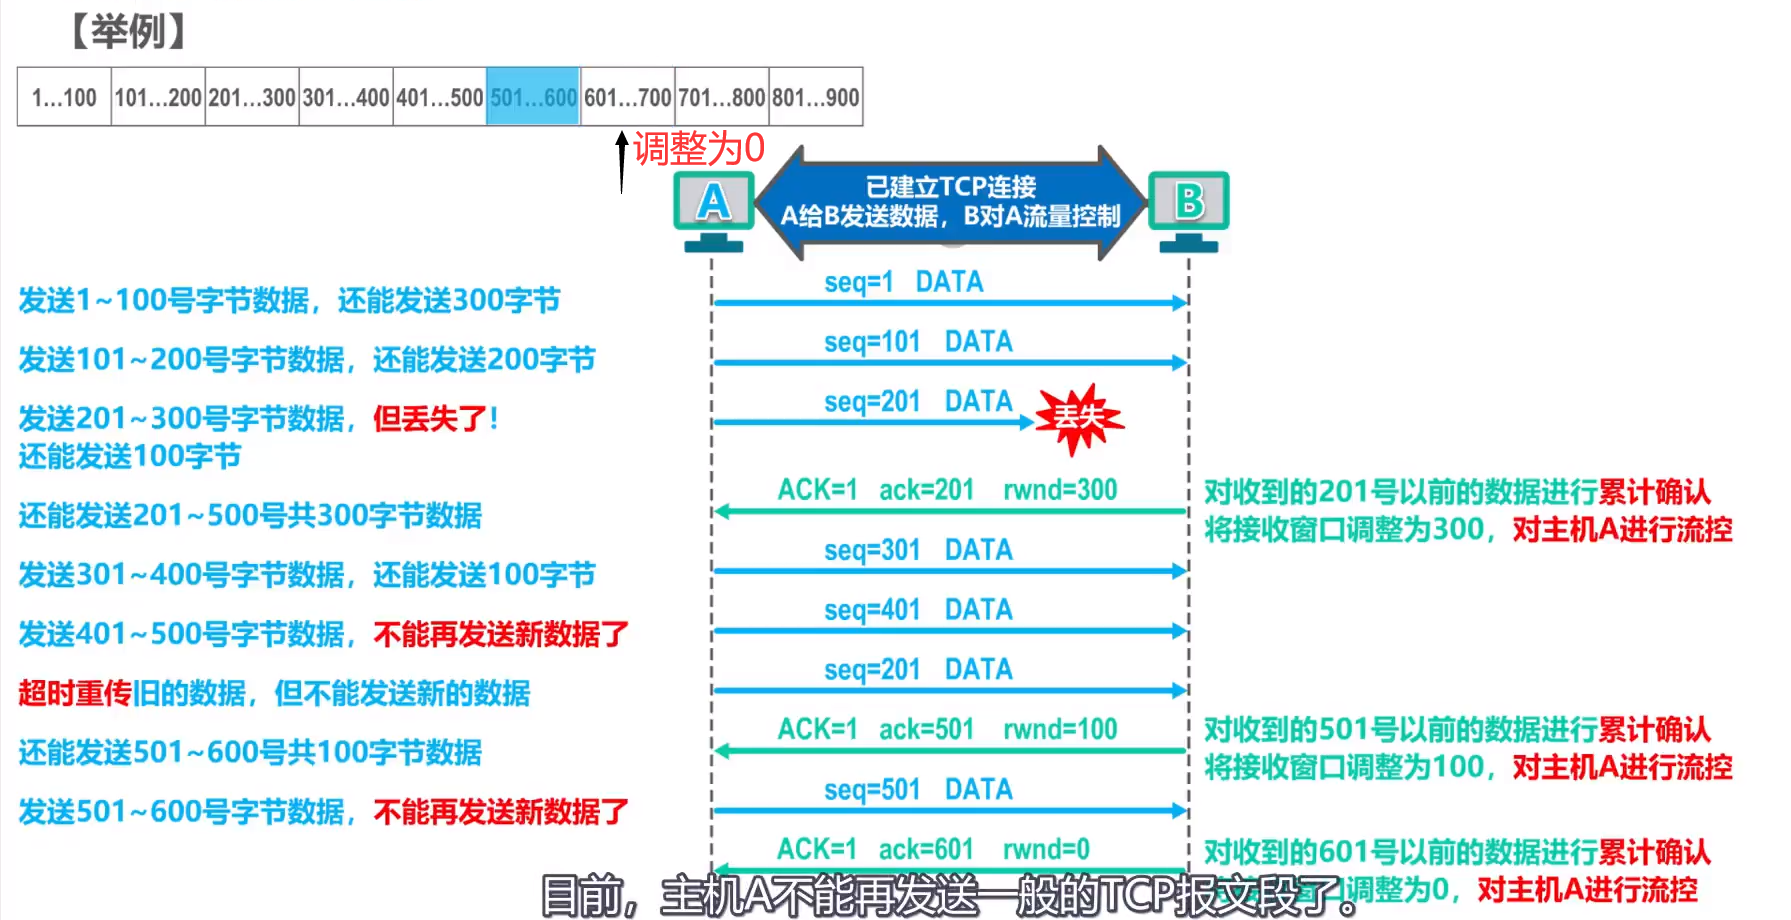 【举例】
1...100 101...200 201...300 301...400 401...500 501...600 601...700 701...800 801...900
调整为0
A
已建立TCP连接
A给B发送数据，B对A流量控制
B
seq=1 DATA
发送1~100号字节数据，还能发送300字节
seq=101 DATA
发送101~200号字节数据，还能发送200字节
seq=201 DATA
丢失
发送201~300号字节数据，但丢失了！
还能发送100字节
ACK=1 ack=201 rwnd=300
对收到的201号以前的数据进行累计确认
将接收窗口调整为300，对主机A进行流控
还能发送201~500号共300字节数据
seq=301 DATA
发送301~400号字节数据，还能发送100字节
seq=401 DATA
发送401~500号字节数据，不能再发送新数据了
seq=201 DATA
超时重传旧的数据，但不能发送新的数据
ACK=1 ack=501 rwnd=100
对收到的501号以前的数据进行累计确认
将接收窗口调整为100，对主机A进行流控
还能发送501~600号共100字节数据
seq=501 DATA
发送501~600号字节数据，不能再发送新数据了
ACK=1 ack=601 rwnd=0
对收到的601号以前的数据进行累计确认
窗口调整为0，对主机A进行流控
目前，主机A不能再发送一般的TCP报文段了。